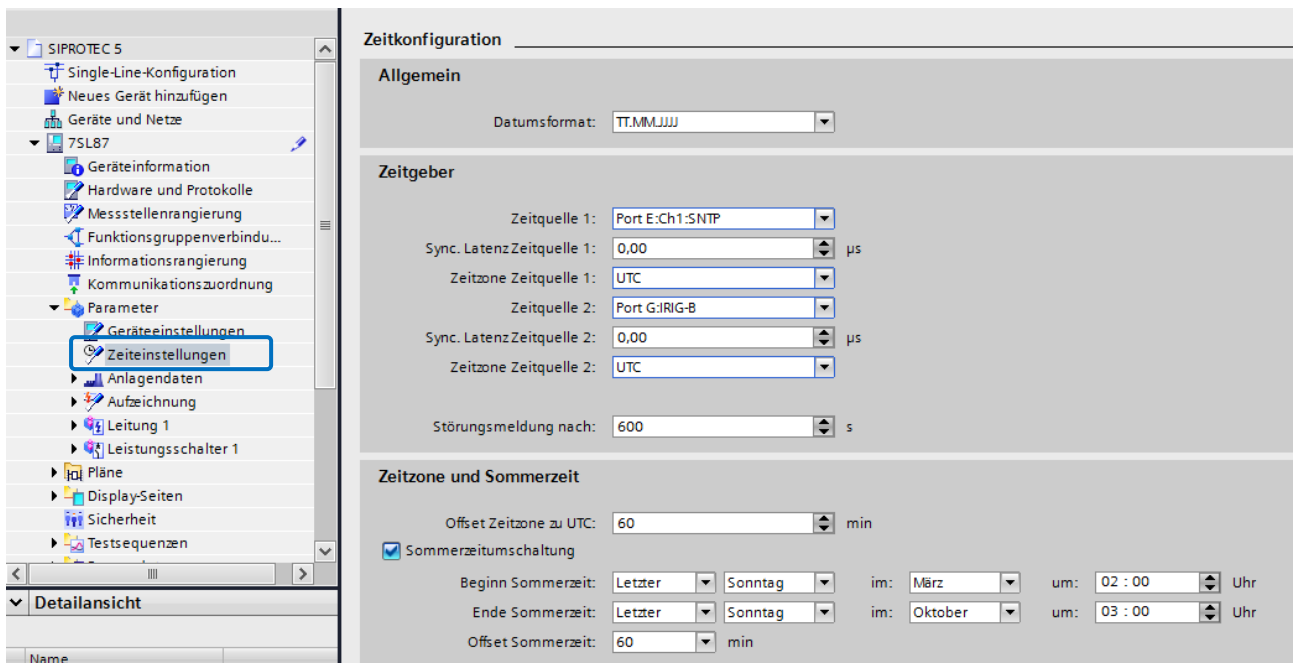 SIPROTEC 5
Single-Line-Konfiguration
Neues Gerät hinzufügen
Geräte und Netze
7SL87
Geräteinformation
Hardware und Protokolle
Messstellenrangierung
Funktionsgruppenverbindu...
Informationsrangierung
Kommunikationszuordnung
Parameter
Geräteeinstellungen
Zeiteinstellungen
Anlagendaten
Aufzeichnung
Leitung 1
Leistungsschalter 1
Pläne
Display-Seiten
Sicherheit
Testsequenzen
Detailansicht
Name
Zeitkonfiguration
Allgemein
Datumsformat: TT.MM.JJJJ
Zeitgeber
Zeitquelle 1: Port E:Ch1:SNTP
Sync. Latenz Zeitquelle 1: 0,00 µs
Zeitzone Zeitquelle 1: UTC
Zeitquelle 2: Port G:IRIG-B
Sync. Latenz Zeitquelle 2: 0,00 µs
Zeitzone Zeitquelle 2: UTC
Störungsmeldung nach: 600 s
Zeitzone und Sommerzeit
Offset Zeitzone zu UTC: 60 min
Sommerzeitumschaltung
Beginn Sommerzeit: Letzter Sonntag im: März um: 02 : 00 Uhr
Ende Sommerzeit: Letzter Sonntag im: Oktober um: 03 : 00 Uhr
Offset Sommerzeit: 60 min